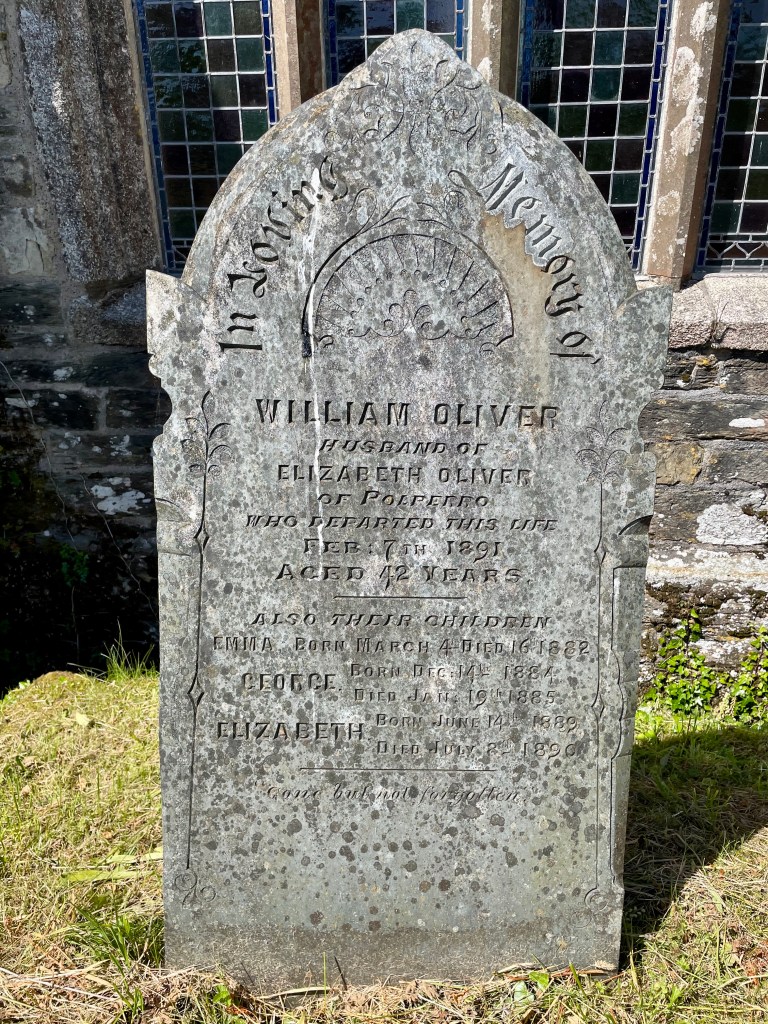 In Loving Memory of
WILLIAM OLIVER
HUSBAND OF
ELIZABETH OLIVER
OF POLPERRO
WHO DEPARTED THIS LIFE
FEB: 7TH 1891
AGED 42 YEARS.
ALSO THEIR CHILDREN
EMMA. BORN MARCH 4 DIED 16 1882
GEORGE. BORN DEC: 14th 1884
DIED JAN: 19th 1885
ELIZABETH. BORN JUNE 14th 1889
DIED JULY 8th 1890
"Gone but not forgotten."